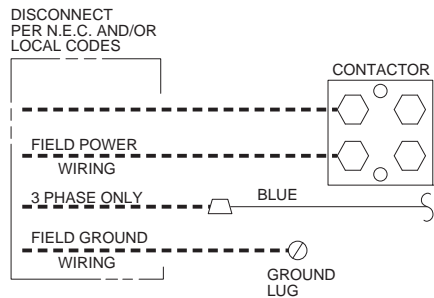 DISCONNECT
PER N.E.C. AND/OR
LOCAL CODES
CONTACTOR
FIELD POWER
WIRING
3 PHASE ONLY
BLUE
FIELD GROUND
WIRING
GROUND
LUG